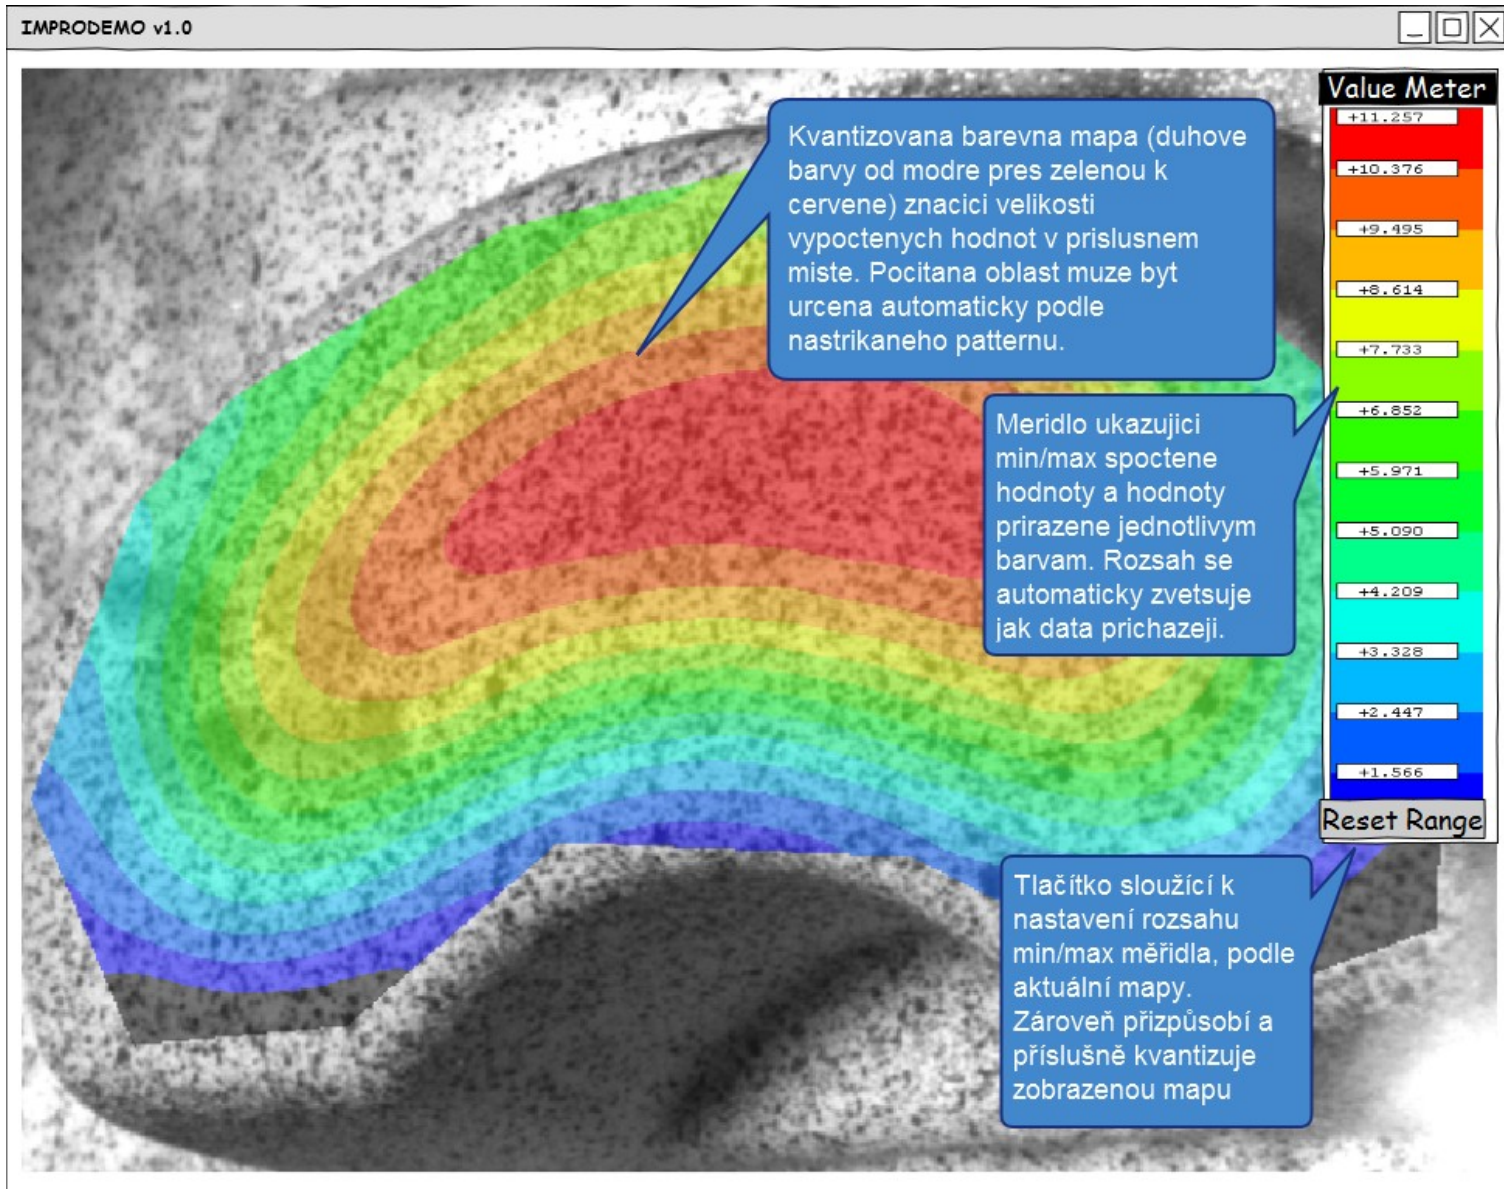 IMPRODEMO v1.0
Value Meter
+11.257
+10.376
+9.495
+8.614
+7.733
+6.852
+5.971
+5.090
+4.209
+3.328
+2.447
+1.566
Reset Range
Kvantizovana barevna mapa (duhove
barvy od modre pres zelenou k
cervene) znacici velikosti
vypoctenych hodnot v prislusnem
miste. Pocitana oblast muze byt
urcena automaticky podle
nastrikaneho patternu.
Meridlo ukazujici
min/max spoctene
hodnoty a hodnoty
prirazene jednotlivym
barvam. Rozsah se
automaticky zvetsuje
jak data prichazeji.
Tlačítko sloužící k
nastavení rozsahu
min/max měřidla, podle
aktuální mapy.
Zároveň přizpůsobí a
příslušně kvantizuje
zobrazenou mapu